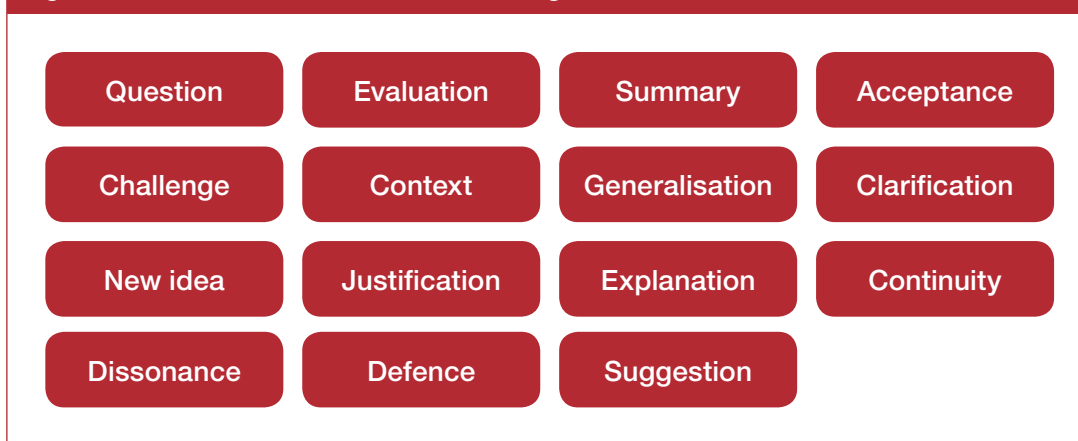 Question Evaluation Summary Acceptance
Challenge Context Generalisation Clarification
New idea Justification Explanation Continuity
Dissonance Defence Suggestion